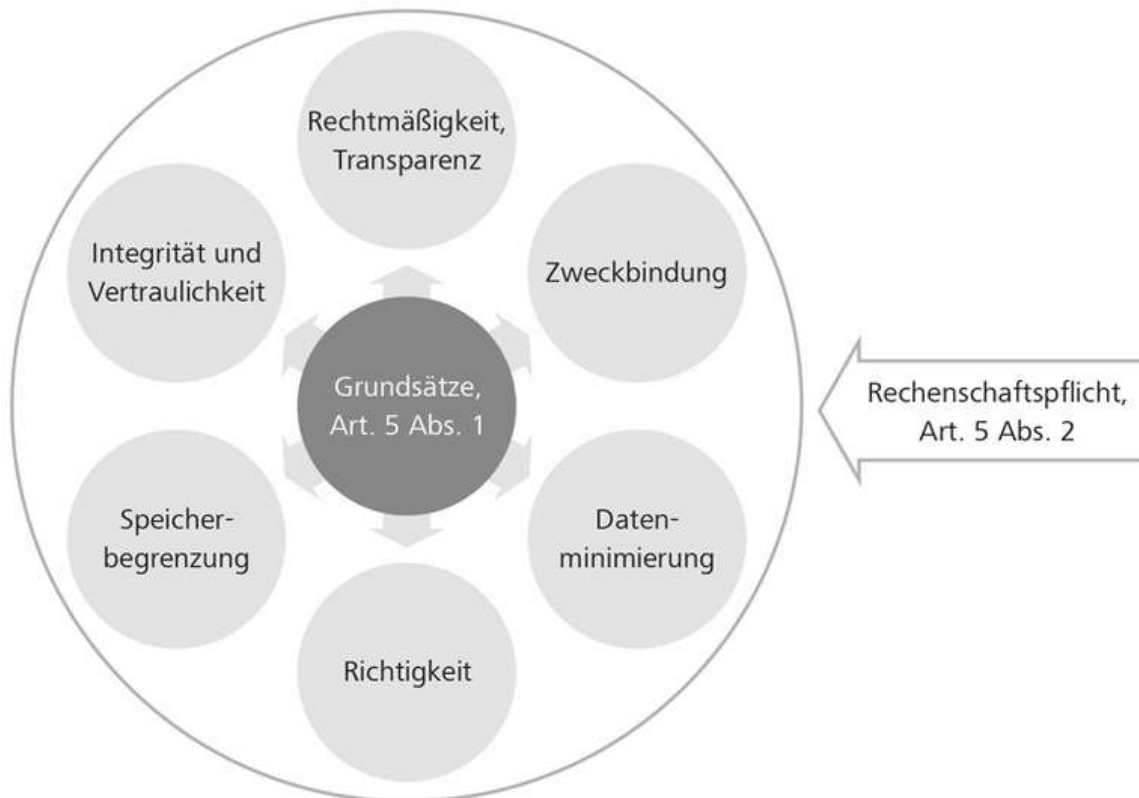 Rechtmäßigkeit,
Transparenz
Integrität und
Vertraulichkeit
Zweckbindung
Grundsätze,
Art. 5 Abs. 1
Rechenschaftspflicht,
Art. 5 Abs. 2
Speicher-
begrenzung
Daten-
minimierung
Richtigkeit